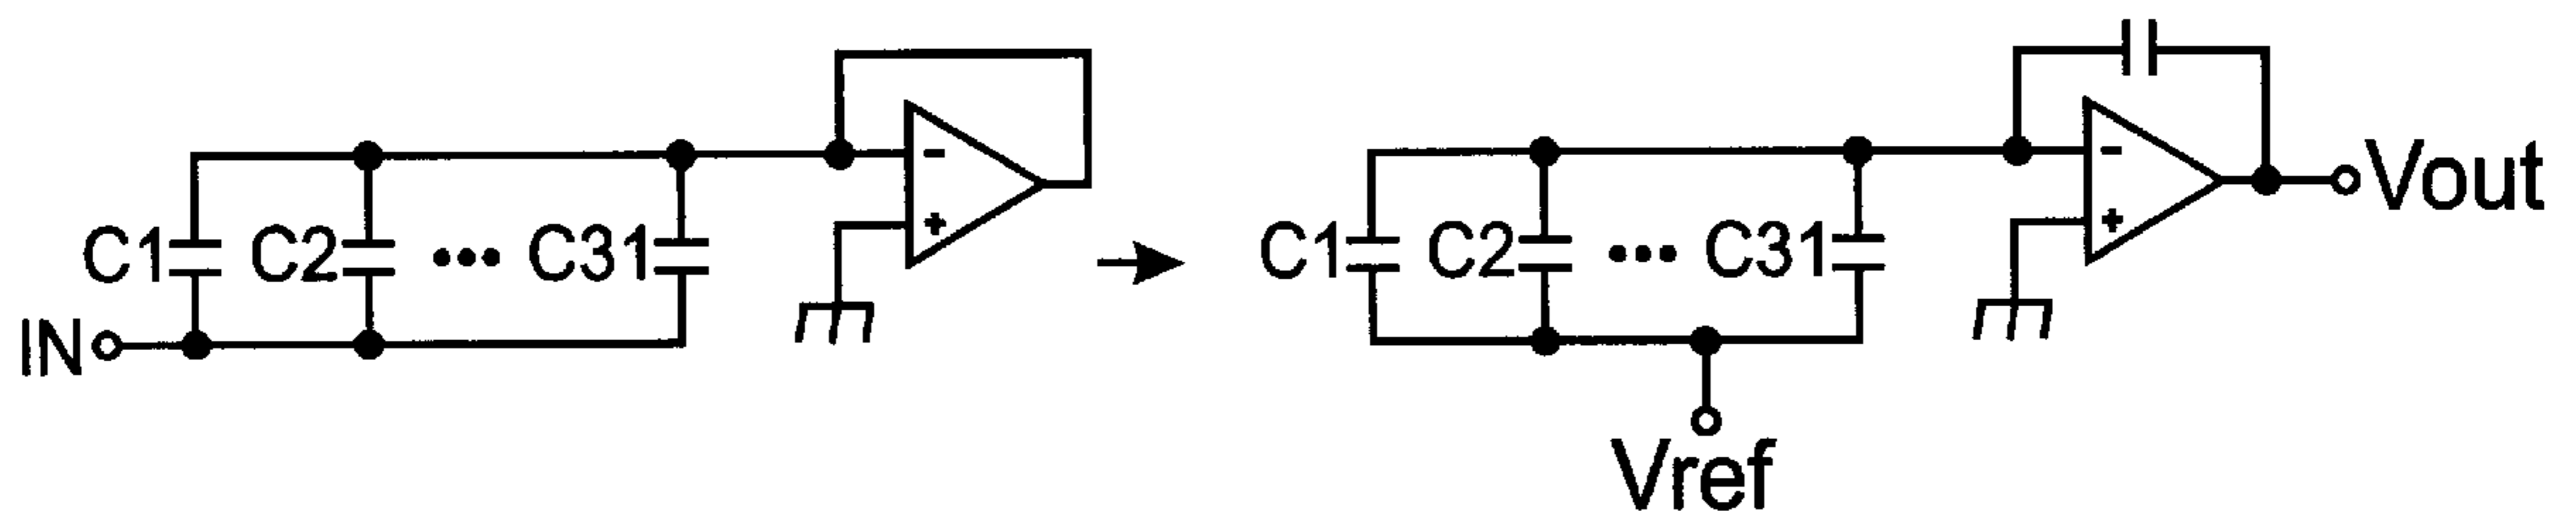 C1 C2 ••• C31 - +
IN
C1 C2 ••• C31 - + Vout
Vref